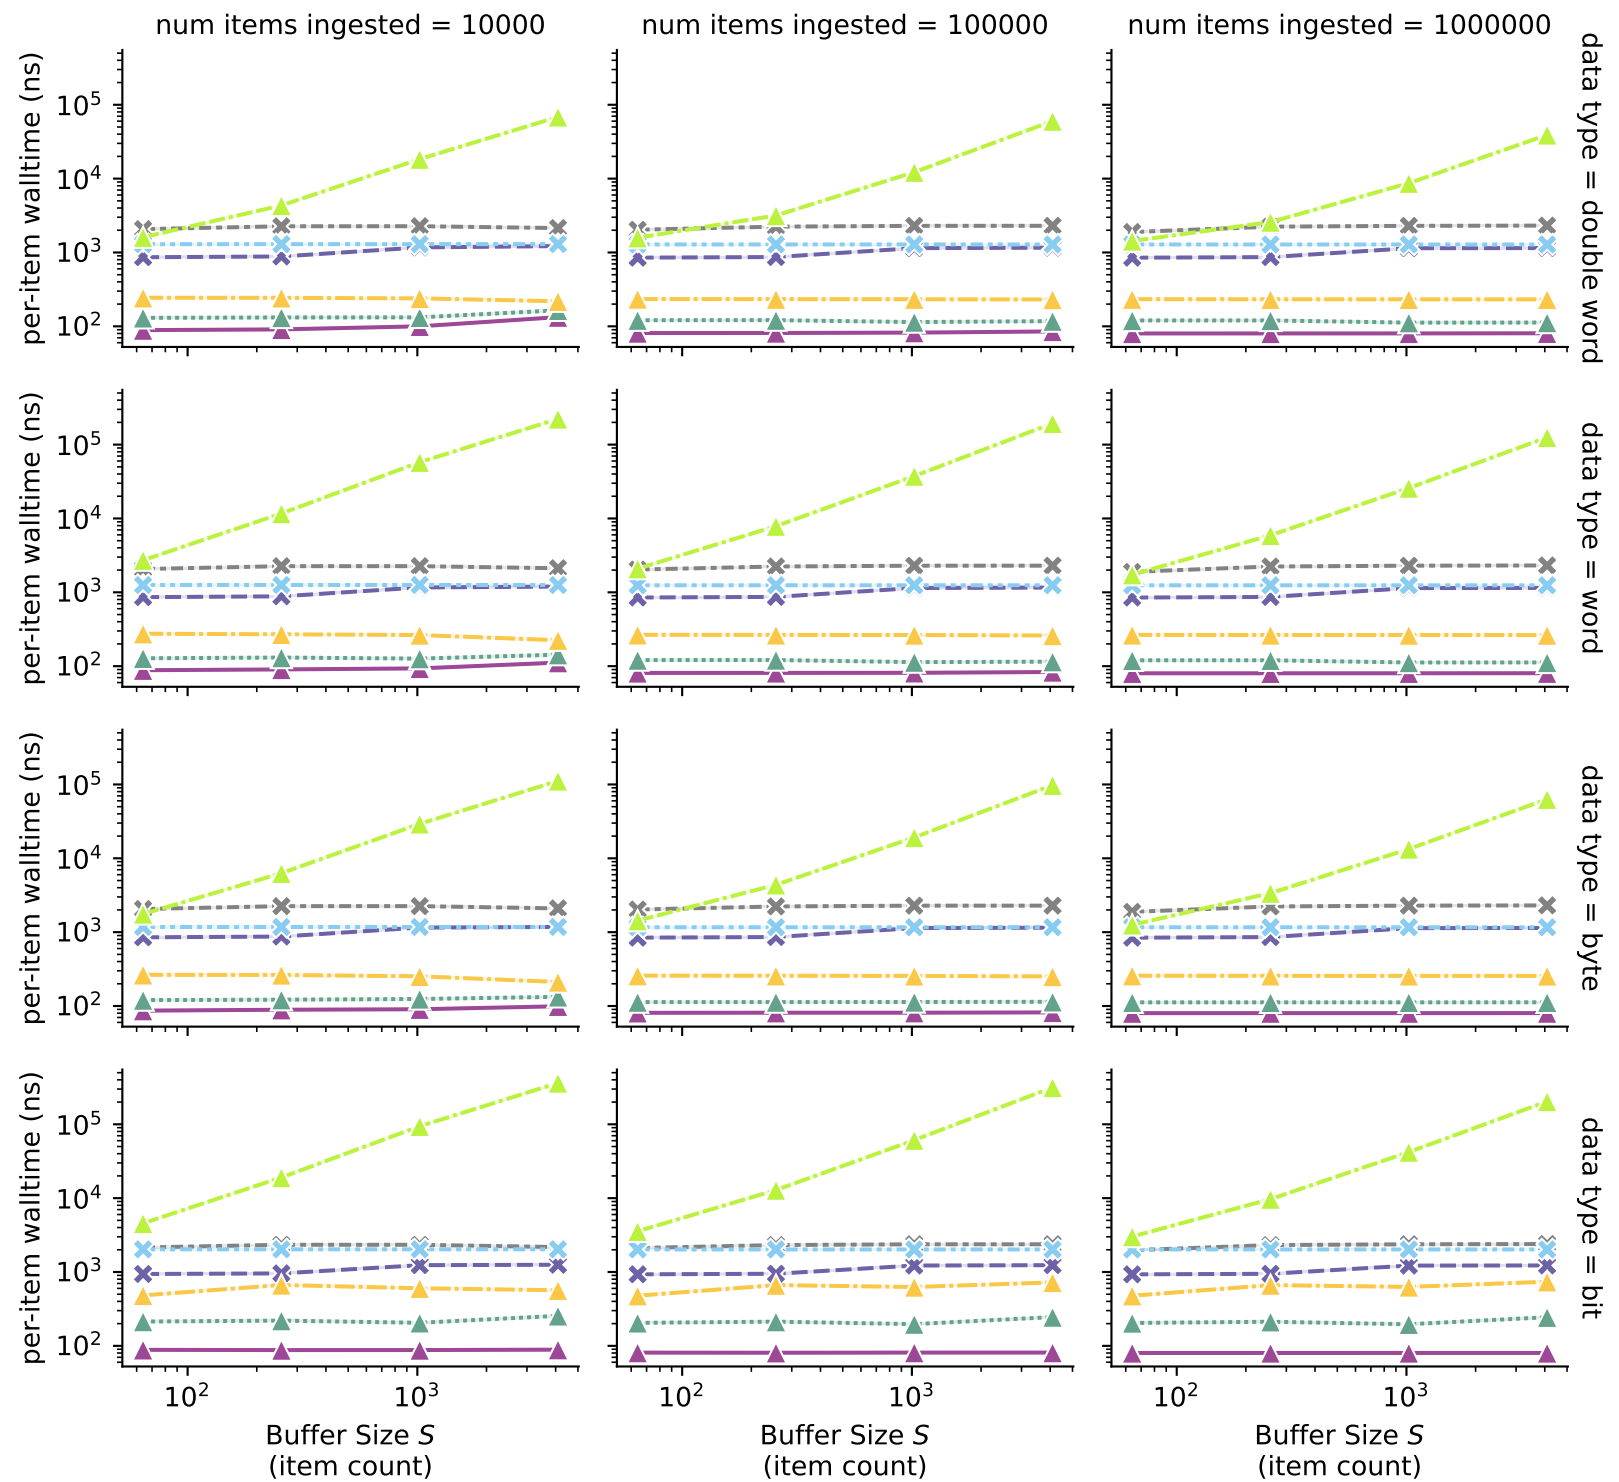 num items ingested = 10000
num items ingested = 100000
num items ingested = 1000000
per-item walltime (ns)
10⁵
10⁴
10³
10²
data type = double word
per-item walltime (ns)
10⁵
10⁴
10³
10²
data type = word
per-item walltime (ns)
10⁵
10⁴
10³
10²
data type = byte
per-item walltime (ns)
10⁵
10⁴
10³
10²
data type = bit
10² 10³
10² 10³
10² 10³
Buffer Size S
(item count)
Buffer Size S
(item count)
Buffer Size S
(item count)